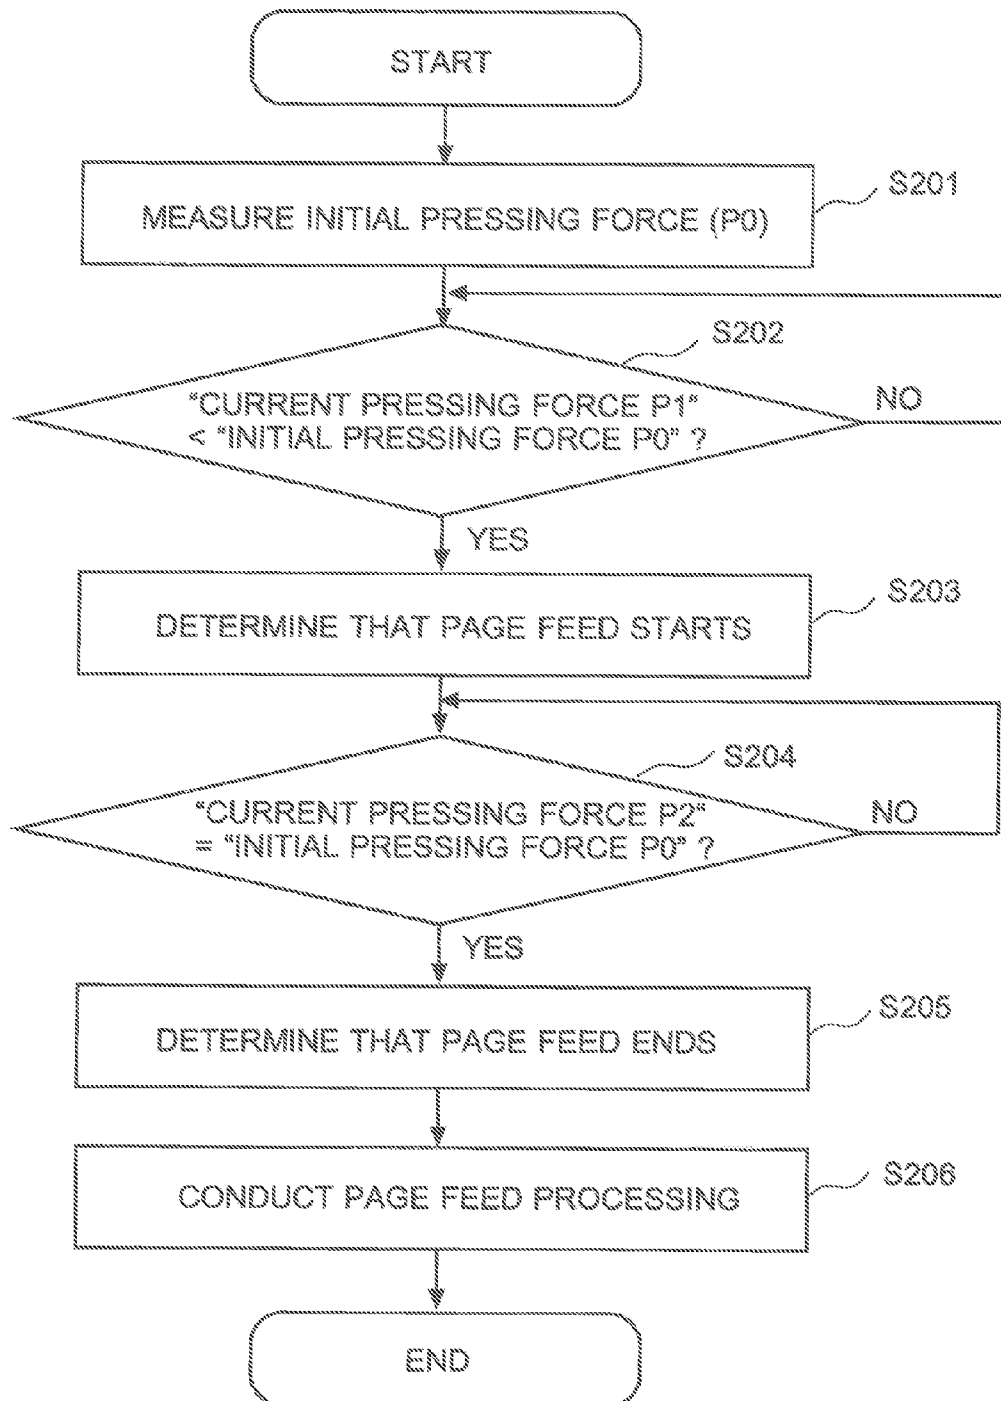 START
S201
MEASURE INITIAL PRESSING FORCE (P0)
S202
"CURRENT PRESSING FORCE P1"
< "INITIAL PRESSING FORCE P0" ?
NO
YES
S203
DETERMINE THAT PAGE FEED STARTS
S204
"CURRENT PRESSING FORCE P2"
= "INITIAL PRESSING FORCE P0" ?
NO
YES
S205
DETERMINE THAT PAGE FEED ENDS
S206
CONDUCT PAGE FEED PROCESSING
END